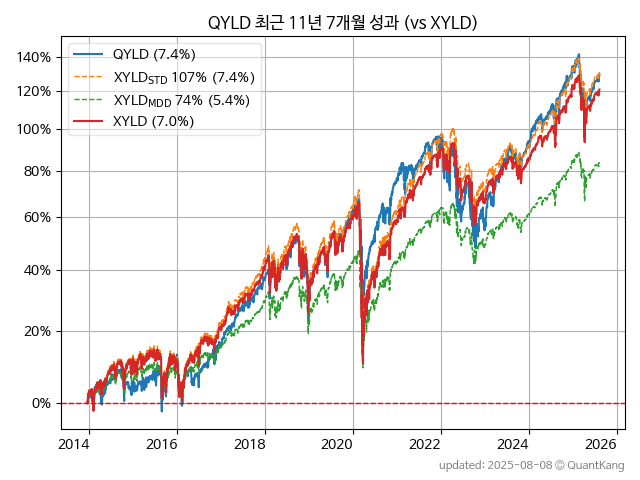 QYLD 최근 11년 7개월 성과 (vs XYLD)
QYLD (7.4%)
XYLD_STD 107% (7.4%)
XYLD_MDD 74% (5.4%)
XYLD (7.0%)
140%
120%
100%
80%
60%
40%
20%
0%
2014 2016 2018 2020 2022 2024 2026
updated: 2025-08-08 © QuantKang